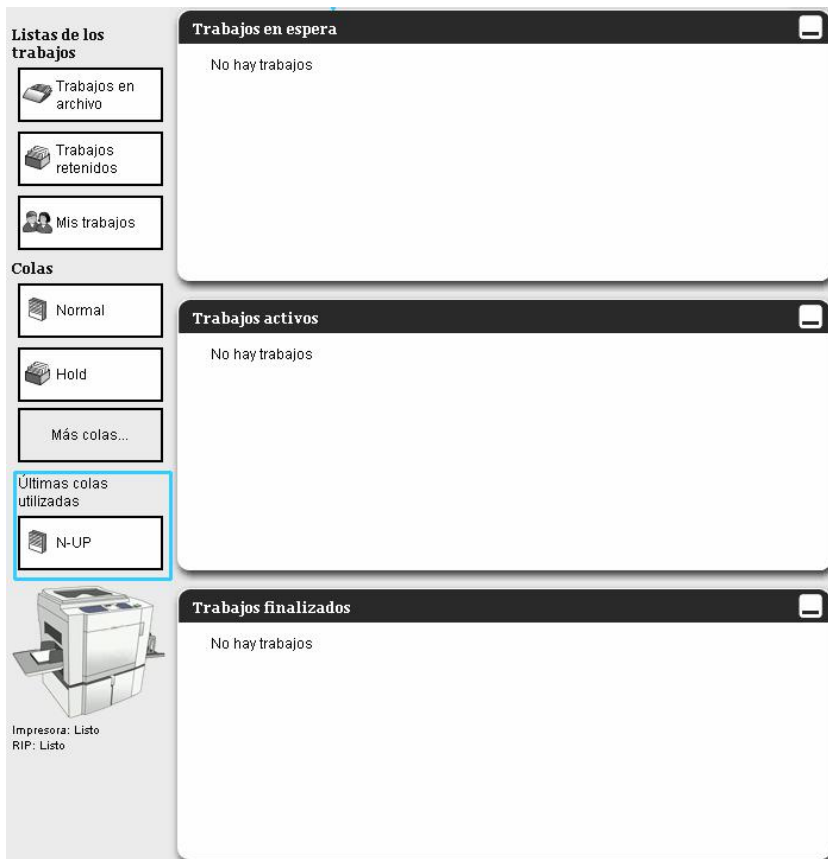 Listas de los
trabajos
Trabajos en
archivo
Trabajos
retenidos
Mis trabajos
Colas
Normal
Hold
Más colas...
Últimas colas
utilizadas
N-UP
Impresora: Listo
RIP: Listo
Trabajos en espera
No hay trabajos
Trabajos activos
No hay trabajos
Trabajos finalizados
No hay trabajos